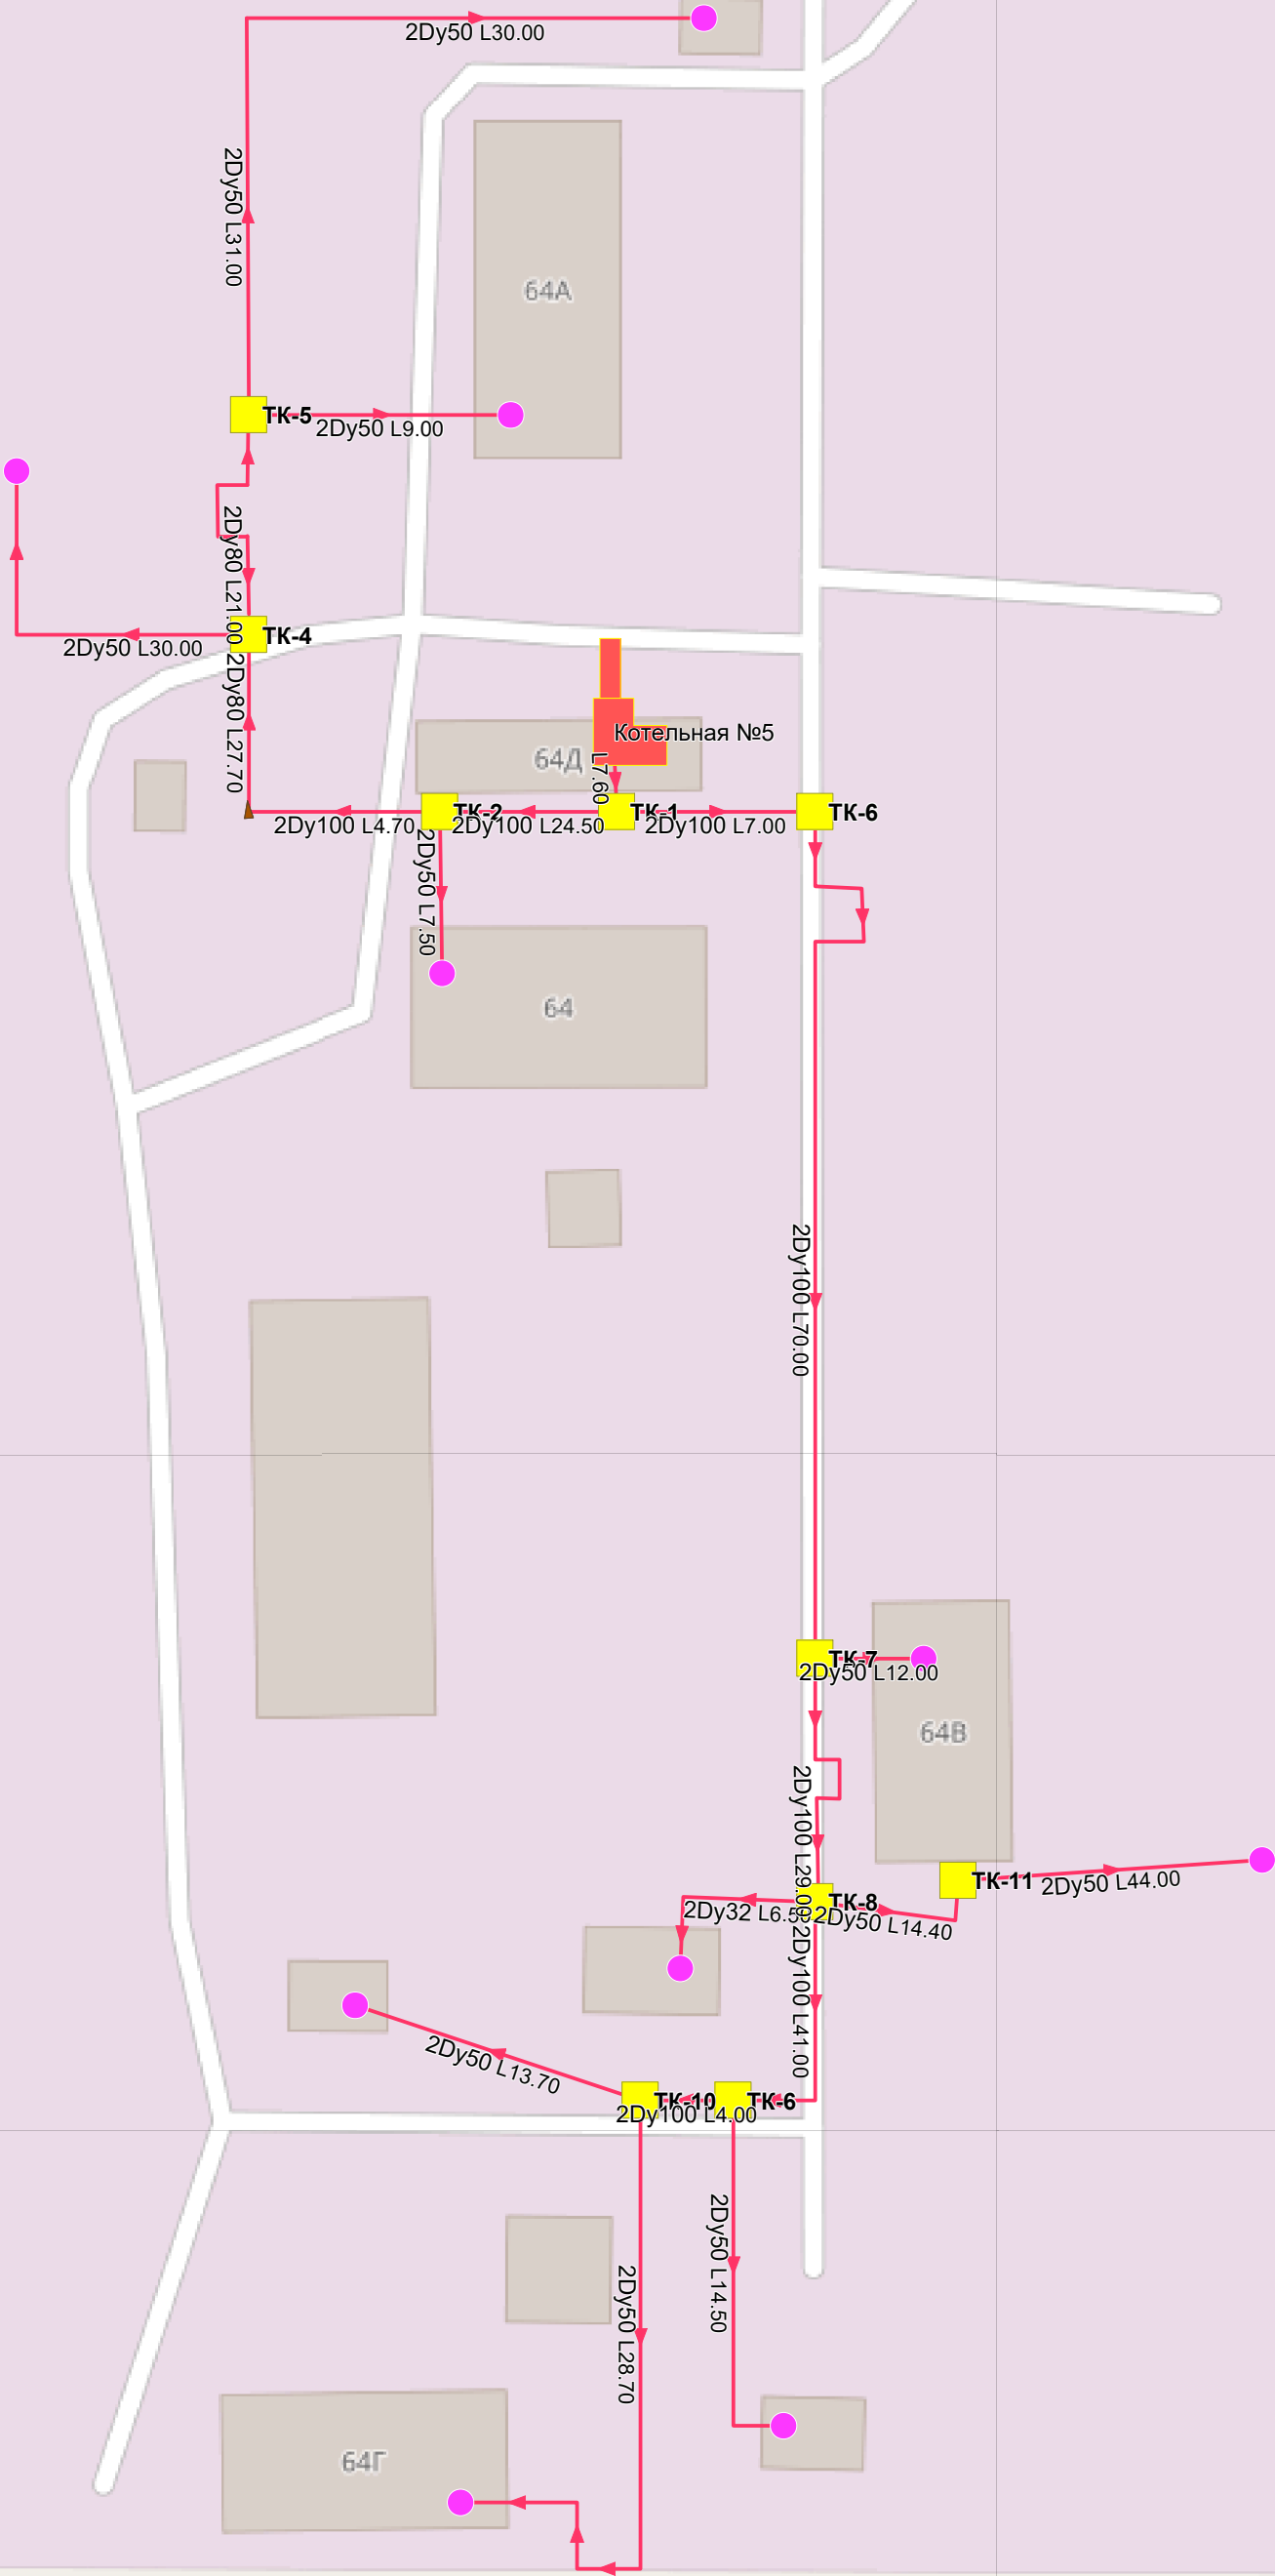 2Dy50 L30.00
2Dy50 L31.00
64А
ТК-5
2Dy50 L9.00
2Dy80 L21.00
ТК-4
2Dy50 L30.00
2Dy80 L27.70
Котельная №5
64Д
L7.60
ТК-2
ТК-1
ТК-6
2Dy100 L4.70
2Dy100 L24.50
2Dy100 L7.00
2Dy50 L7.50
64
2Dy100 L70.00
ТК-7
2Dy50 L12.00
64В
2Dy100 L29.00
ТК-11
2Dy50 L44.00
ТК-8
2Dy32 L6.50
2Dy50 L14.40
2Dy100 L41.00
2Dy50 L13.70
ТК-10
ТК-6
2Dy100 L4.00
2Dy50 L14.50
2Dy50 L28.70
64Г